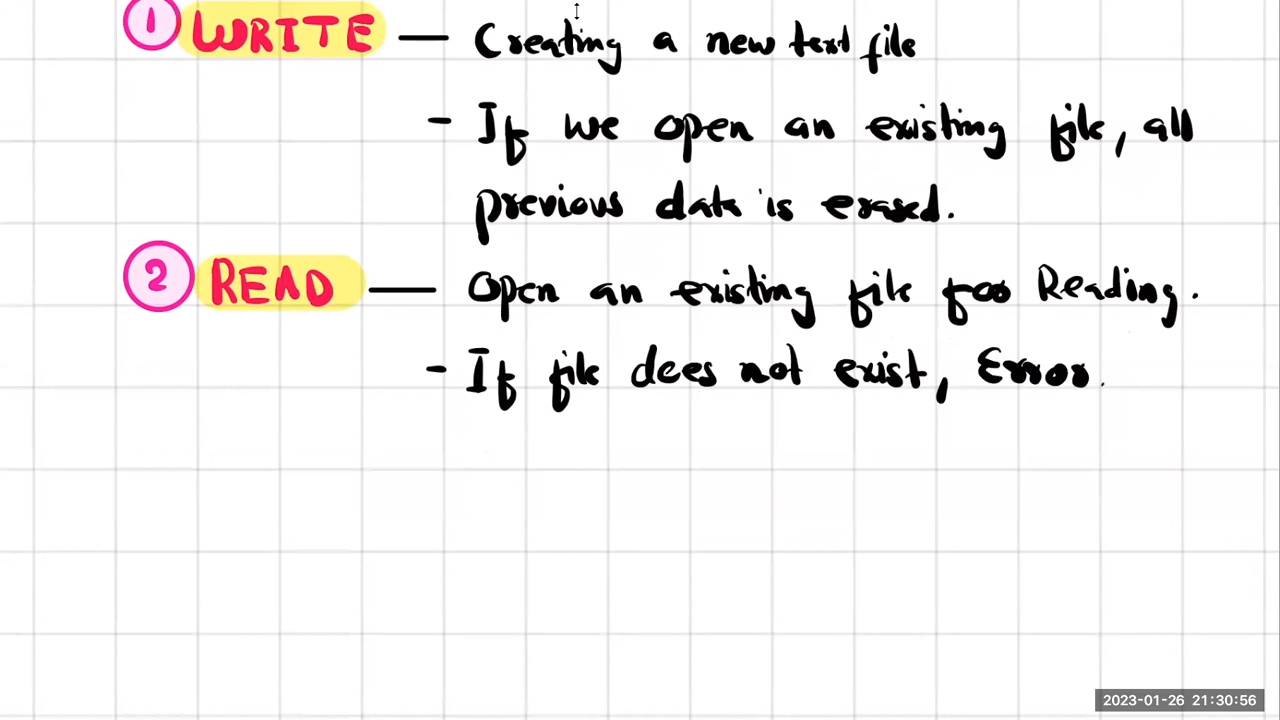 1 WRITE — Creating a new text file
- If we open an existing file, all
previous data is erased.
2 READ — Open an existing file for Reading.
- If file does not exist, Error.
2023-01-26 21:30:56